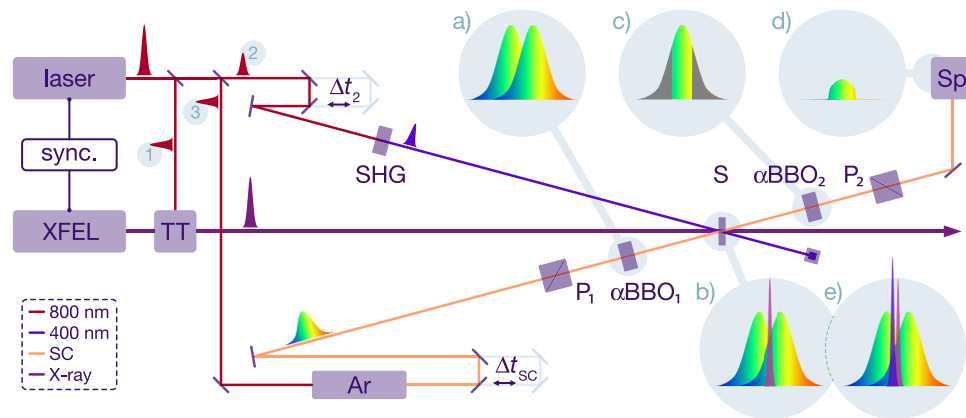 a)
c)
d)
2
laser
Δt2
Sp
3
sync.
1
SHG
S
αBBO2
P2
XFEL
TT
P1
αBBO1
b)
e)
800 nm
400 nm
SC
X-ray
Ar
ΔtSC